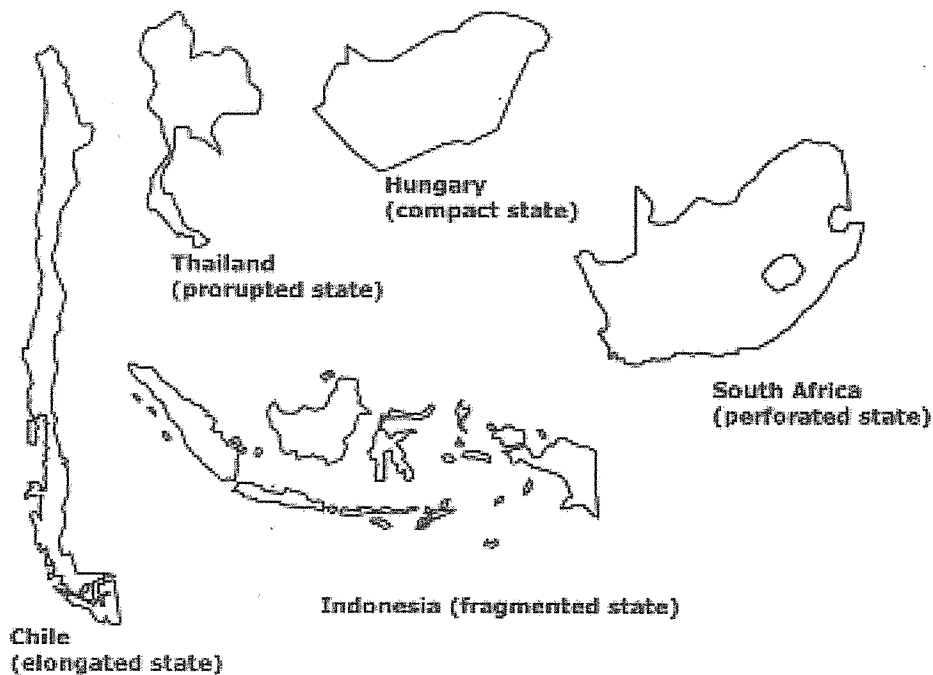 Hungary
(compact state)
Thailand
(prorupted state)
South Africa
(perforated state)
Indonesia (fragmented state)
Chile
(elongated state)